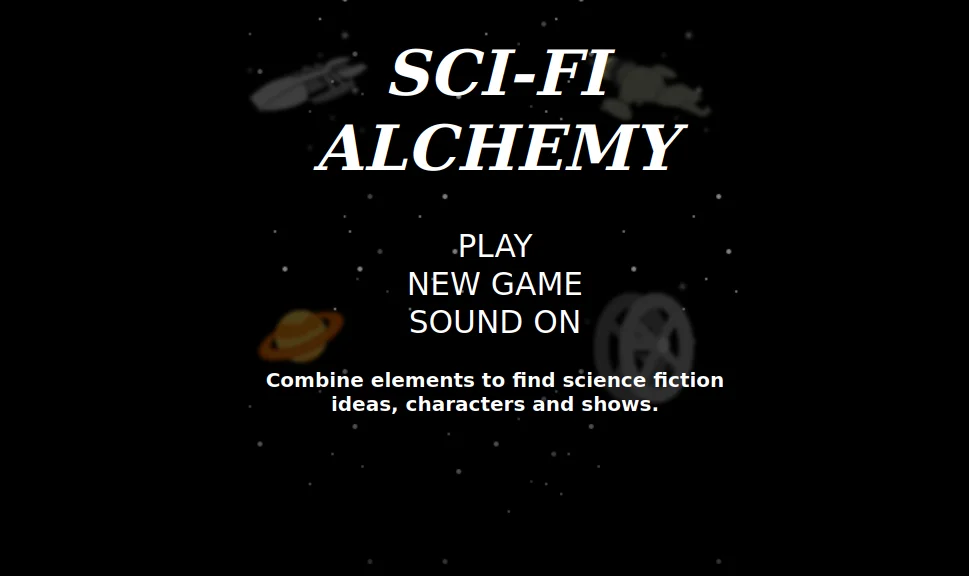 SCI-FI
ALCHEMY
PLAY
NEW GAME
SOUND ON
Combine elements to find science fiction
ideas, characters and shows.